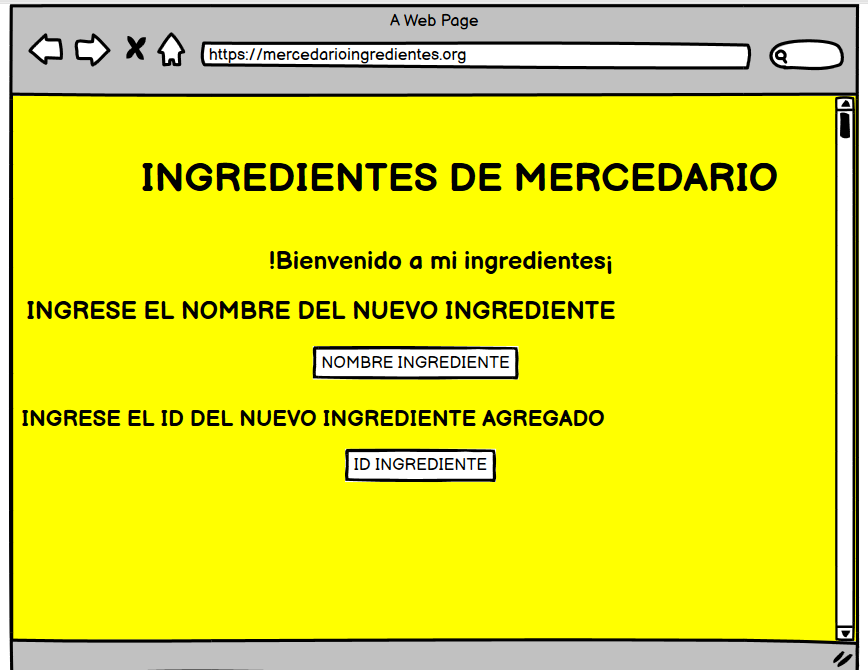 A Web Page
https://mercedarioingredientes.org
INGREDIENTES DE MERCEDARIO
!Bienvenido a mi ingredientes¡
INGRESE EL NOMBRE DEL NUEVO INGREDIENTE
NOMBRE INGREDIENTE
INGRESE EL ID DEL NUEVO INGREDIENTE AGREGADO
ID INGREDIENTE